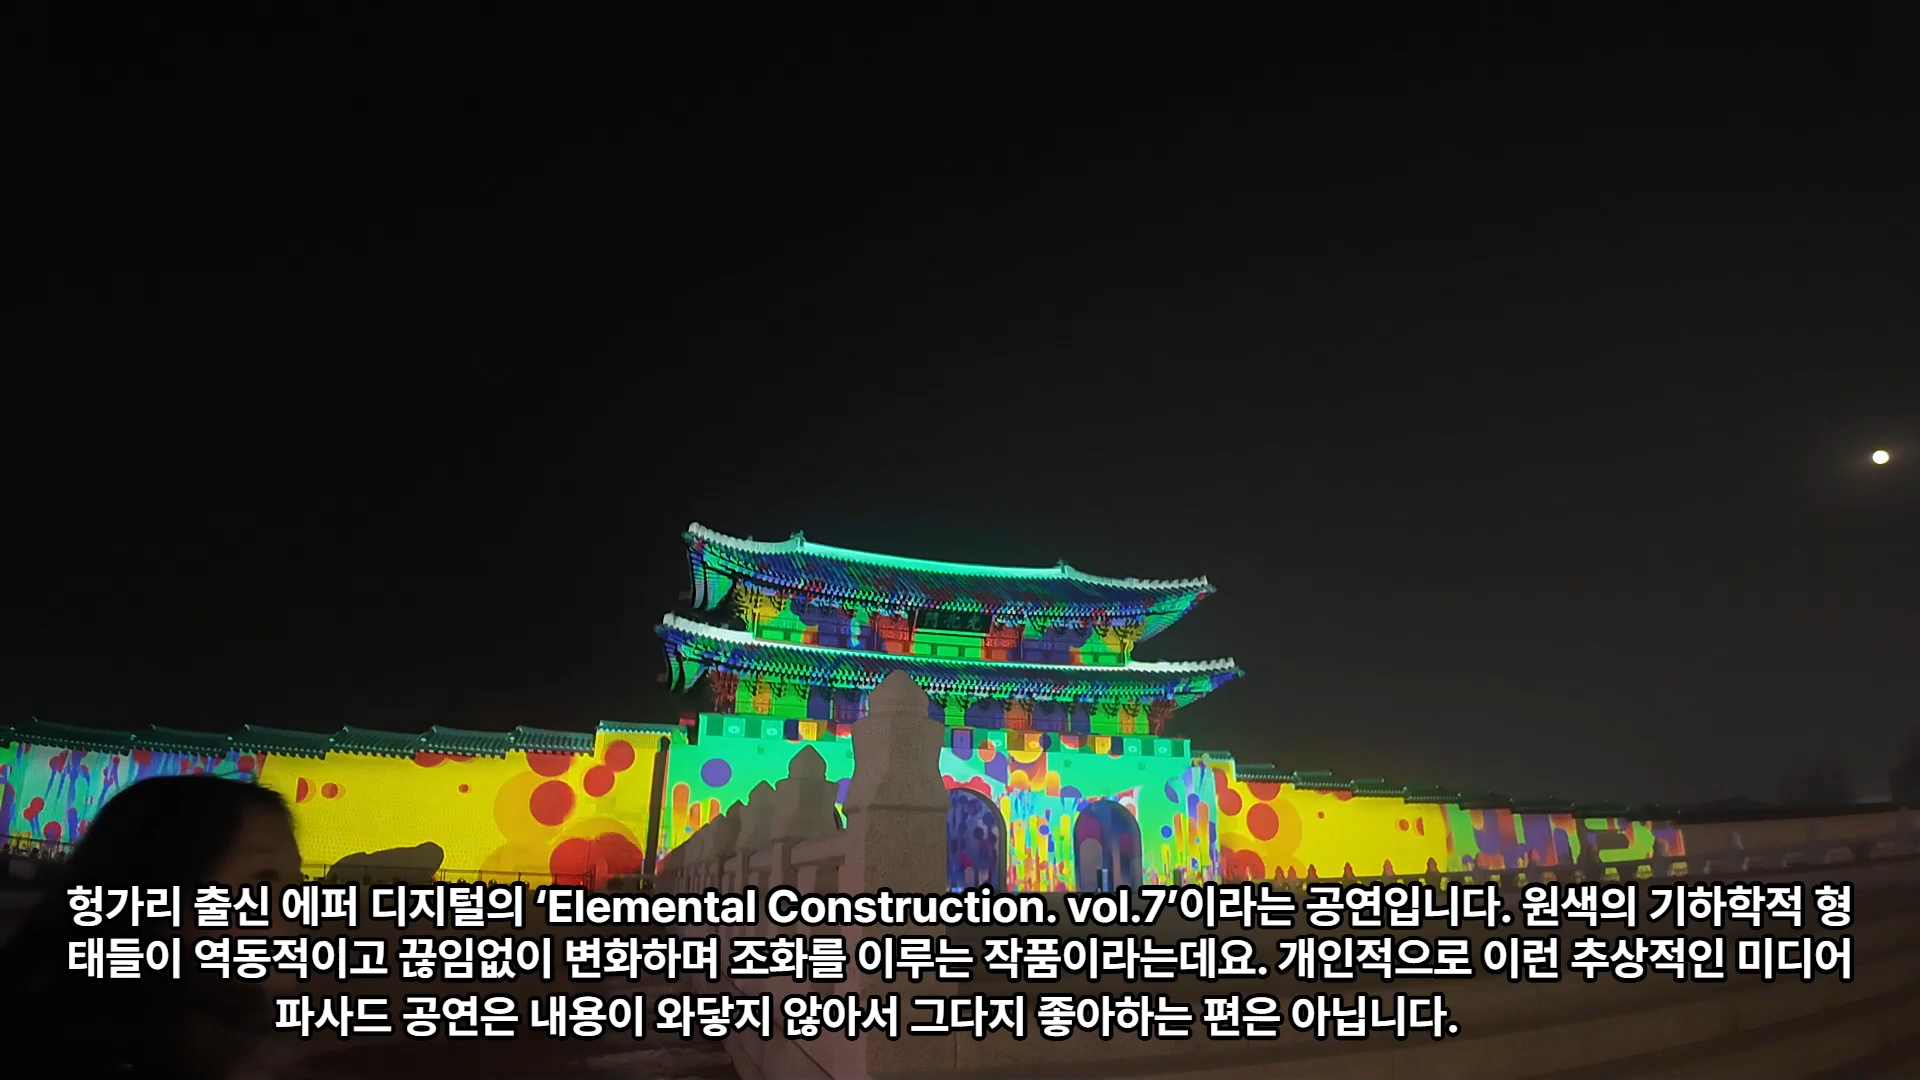 光化門
헝가리 출신 에퍼 디지털의 ‘Elemental Construction. vol.7’이라는 공연입니다. 원색의 기하학적 형
태들이 역동적이고 끊임없이 변화하며 조화를 이루는 작품이라는데요. 개인적으로 이런 추상적인 미디어
파사드 공연은 내용이 와닿지 않아서 그다지 좋아하는 편은 아닙니다.